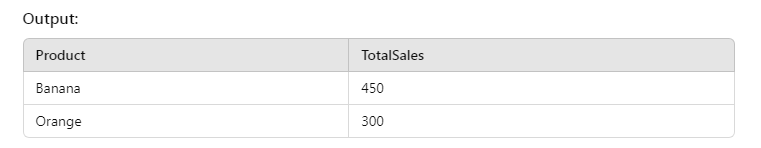 Output:
Product TotalSales
Banana 450
Orange 300